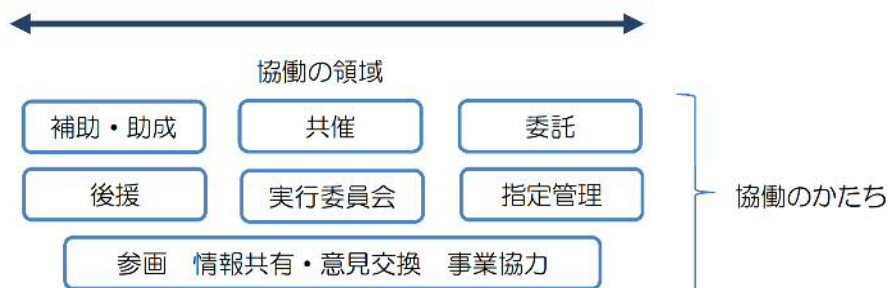 協働の領域
補助・助成 共催 委託
後援 実行委員会 指定管理
協働のかたち
参画 情報共有・意見交換 事業協力